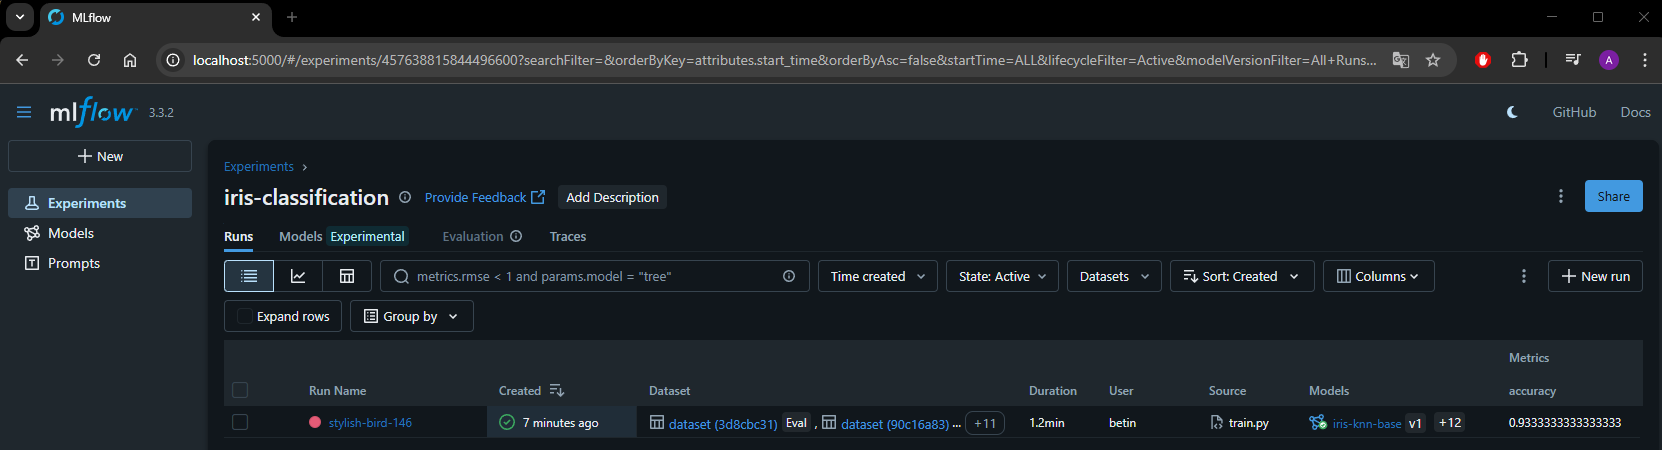 MLflow
localhost:5000/#/experiments/457638815844496600?searchFilter=&orderByKey=attributes.start_time&orderByAsc=false&startTime=ALL&lifecycleFilter=Active&modelVersionFilter=All+Runs...
A
mlflow 3.3.2
GitHub Docs
New
Experiments
Models
Prompts
Experiments
iris-classification Provide Feedback Add Description
Share
Runs Models Experimental Evaluation Traces
metrics.rmse < 1 and params.model = "tree" Time created State: Active Datasets Sort: Created Columns New run
Expand rows Group by
Metrics
Run Name Created Dataset Duration User Source Models accuracy
stylish-bird-146 7 minutes ago dataset (3d8cbc31) Eval , dataset (90c16a83) ... +11 1.2min betin train.py iris-knn-base v1 +12 0.9333333333333333